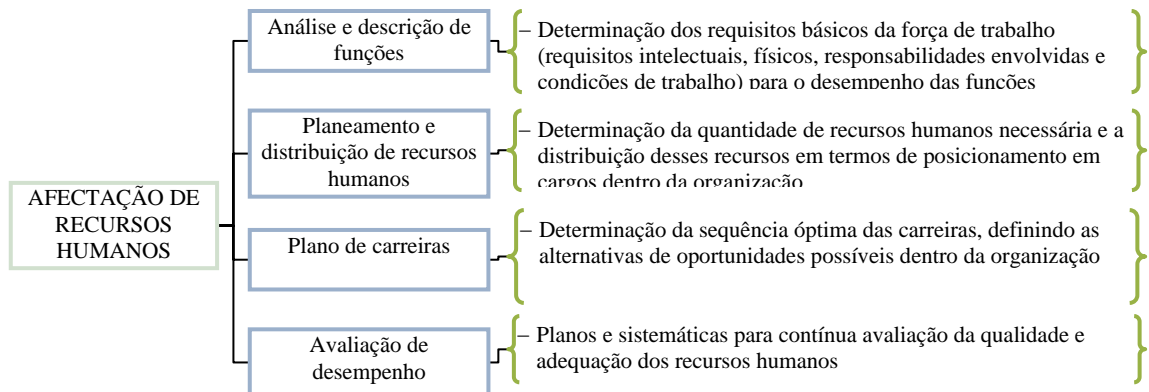 AFECTAÇÃO DE
RECURSOS
HUMANOS
Análise e descrição de
funções
– Determinação dos requisitos básicos da força de trabalho
(requisitos intelectuais, físicos, responsabilidades envolvidas e
condições de trabalho) para o desempenho das funções
Planeamento e
distribuição de recursos
humanos
– Determinação da quantidade de recursos humanos necessária e a
distribuição desses recursos em termos de posicionamento em
cargos dentro da organização
Plano de carreiras
– Determinação da sequência óptima das carreiras, definindo as
alternativas de oportunidades possíveis dentro da organização
Avaliação de
desempenho
– Planos e sistemáticas para contínua avaliação da qualidade e
adequação dos recursos humanos